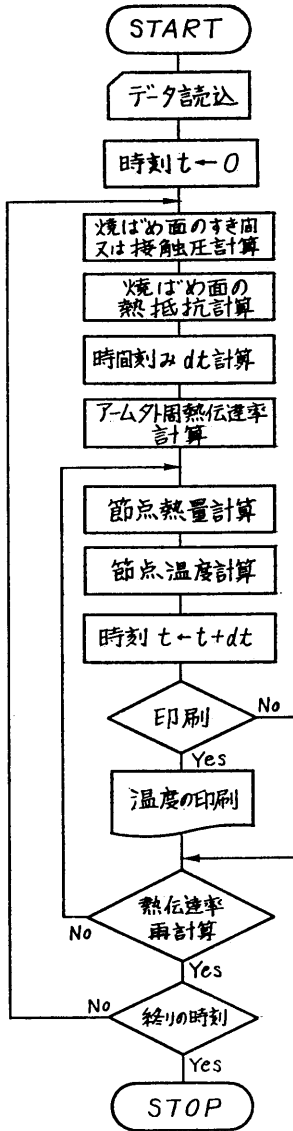 START
データ読込
時刻 t ← 0
焼ばめ面のすき間
又は接触圧計算
焼ばめ面の
熱抵抗計算
時間刻み dt 計算
アーム外周熱伝達率
計算
節点熱量計算
節点温度計算
時刻 t ← t + dt
印刷
No
Yes
温度の印刷
熱伝達率
再計算
No
Yes
終りの時刻
No
Yes
STOP